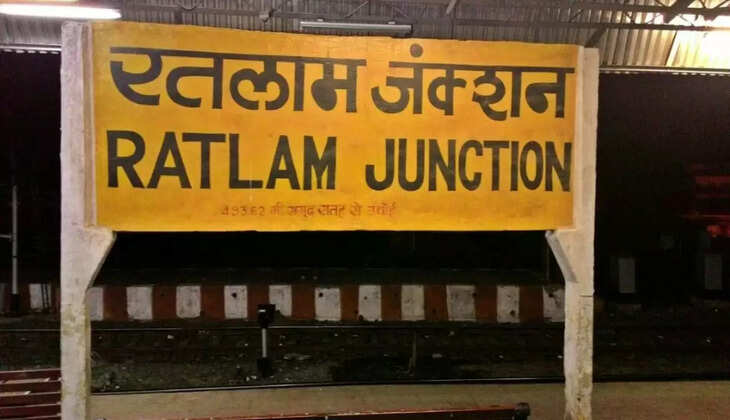 रतलाम जंक्शन
RATLAM JUNCTION
493.62 मी. समुद्र सतह से उंचाई